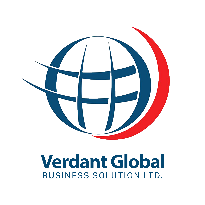 Verdant Global
BUSINESS SOLUTION LTD.